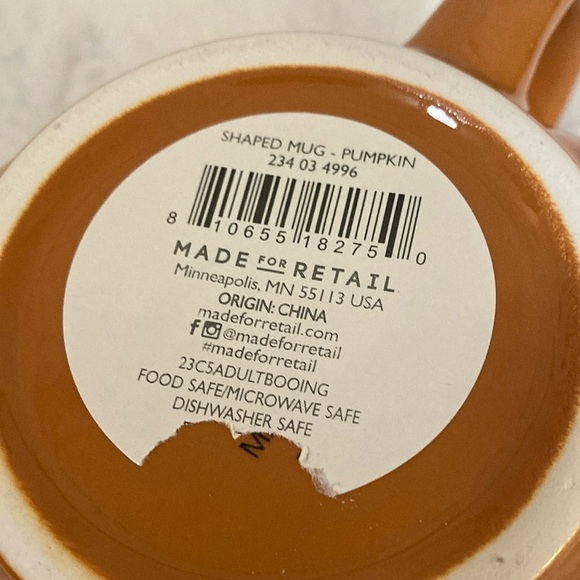 SHAPED MUG - PUMPKIN
234 03 4996
8 10655 18275 0
MADE FOR RETAIL
Minneapolis, MN 55113 USA
ORIGIN: CHINA
madeforretail.com
@madeforretail
#madeforretail
23C5ADULTBOOING
FOOD SAFE/MICROWAVE SAFE
DISHWASHER SAFE